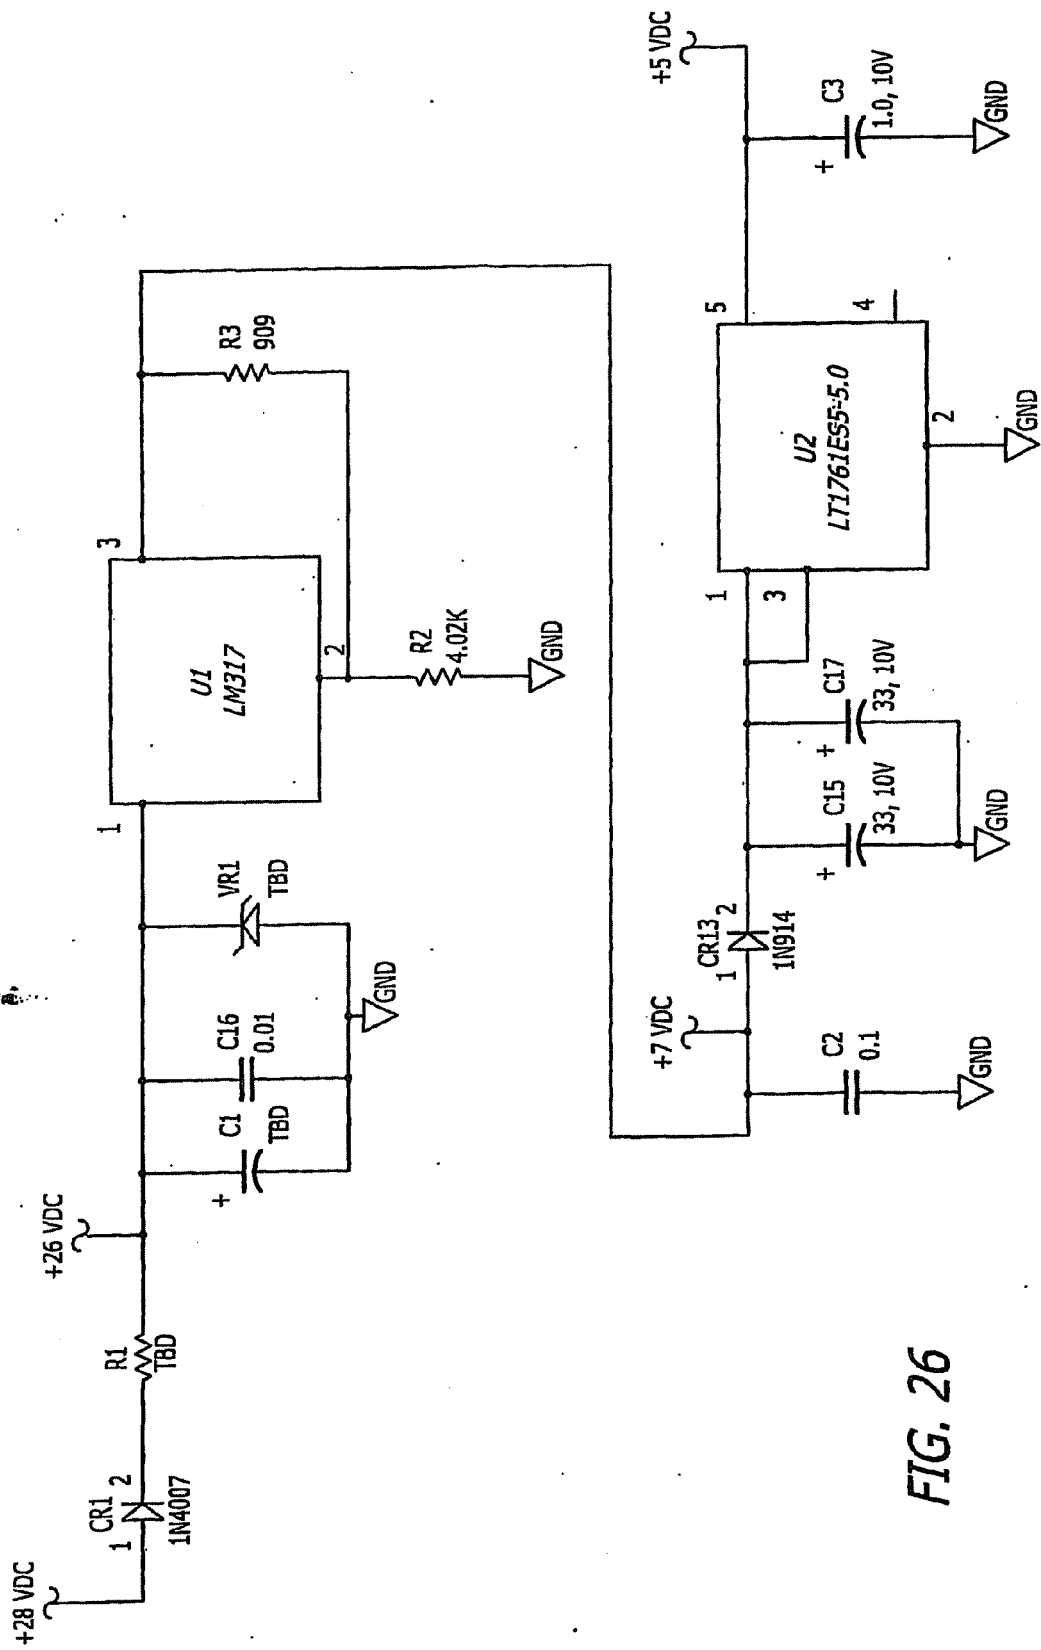 +28 VDC
CR1
1
2
1N4007
R1
TBD
+26 VDC
C1
TBD
+
C16
0.01
VR1
TBD
GND
1
U1
LM317
3
2
R3
909
R2
4.02K
GND
+7 VDC
C2
0.1
GND
CR13
1
2
1N914
C15
33, 10V
+
C17
33, 10V
+
GND
1
3
U2
LT1761ES5-5.0
5
4
2
GND
+5 VDC
C3
1.0, 10V
+
GND
FIG. 26